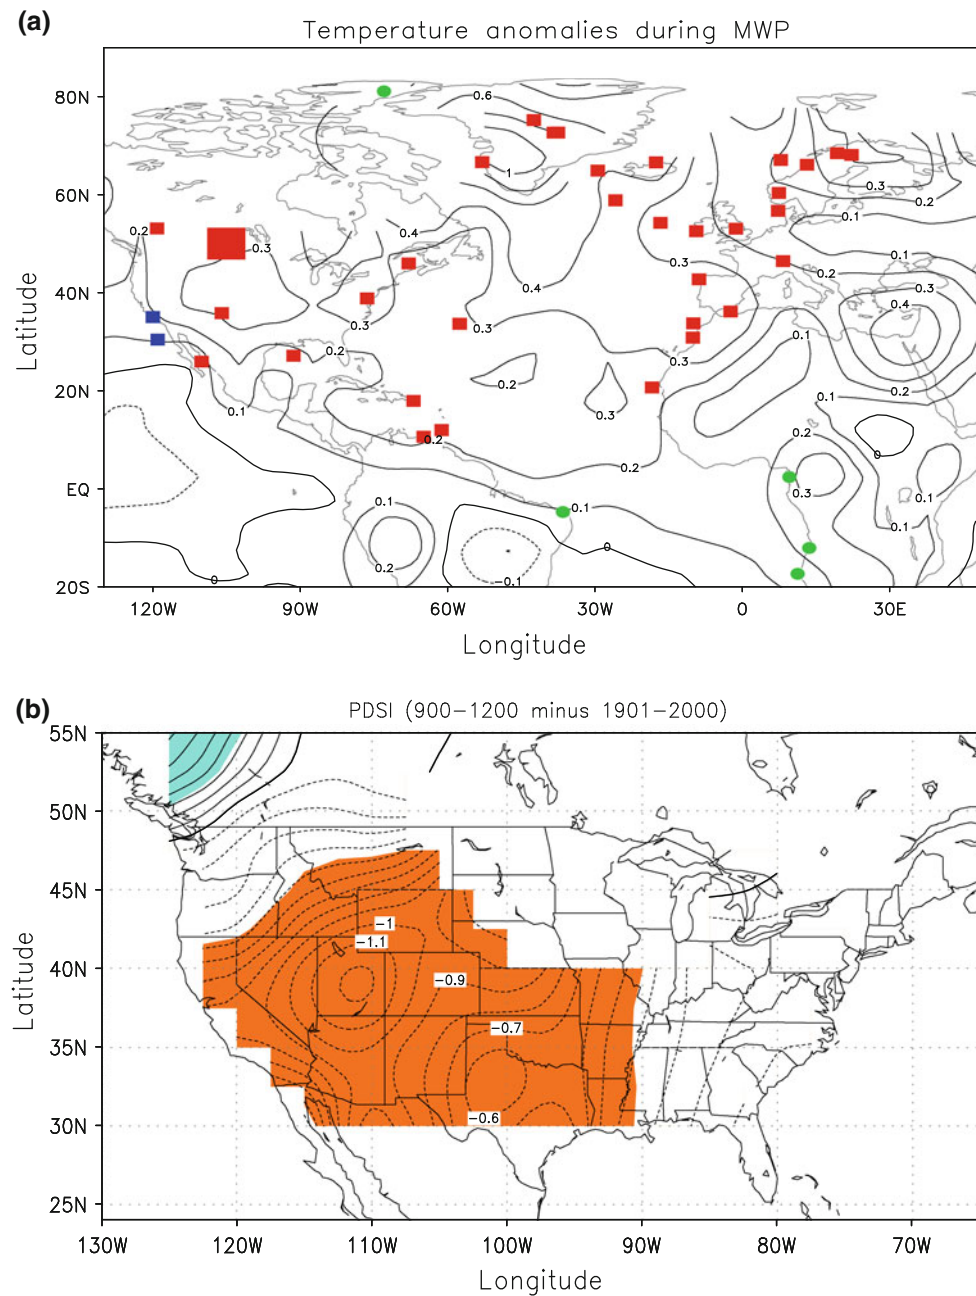 (a)
Temperature anomalies during MWP
80N
60N
40N
20N
EQ
20S
Latitude
0.6
1
0.3
0.2
0.1
0.2
0.3
0.4
0.1
0.3
0.2
0.4
0.3
0.4
0.3
0.3
0.2
0.3
0.1
0.2
0.3
0.2
0.1
0.1
0.2
0.2
0.2
0
0.3
0.1
0.1
0.1
0.1
0
0.2
-0.1
0
120W 90W 60W 30W 0 30E
Longitude
(b)
PDSI (900-1200 minus 1901-2000)
55N
50N
45N
40N
35N
30N
25N
Latitude
-1
-1.1
-0.9
-0.7
-0.6
130W 120W 110W 100W 90W 80W 70W
Longitude